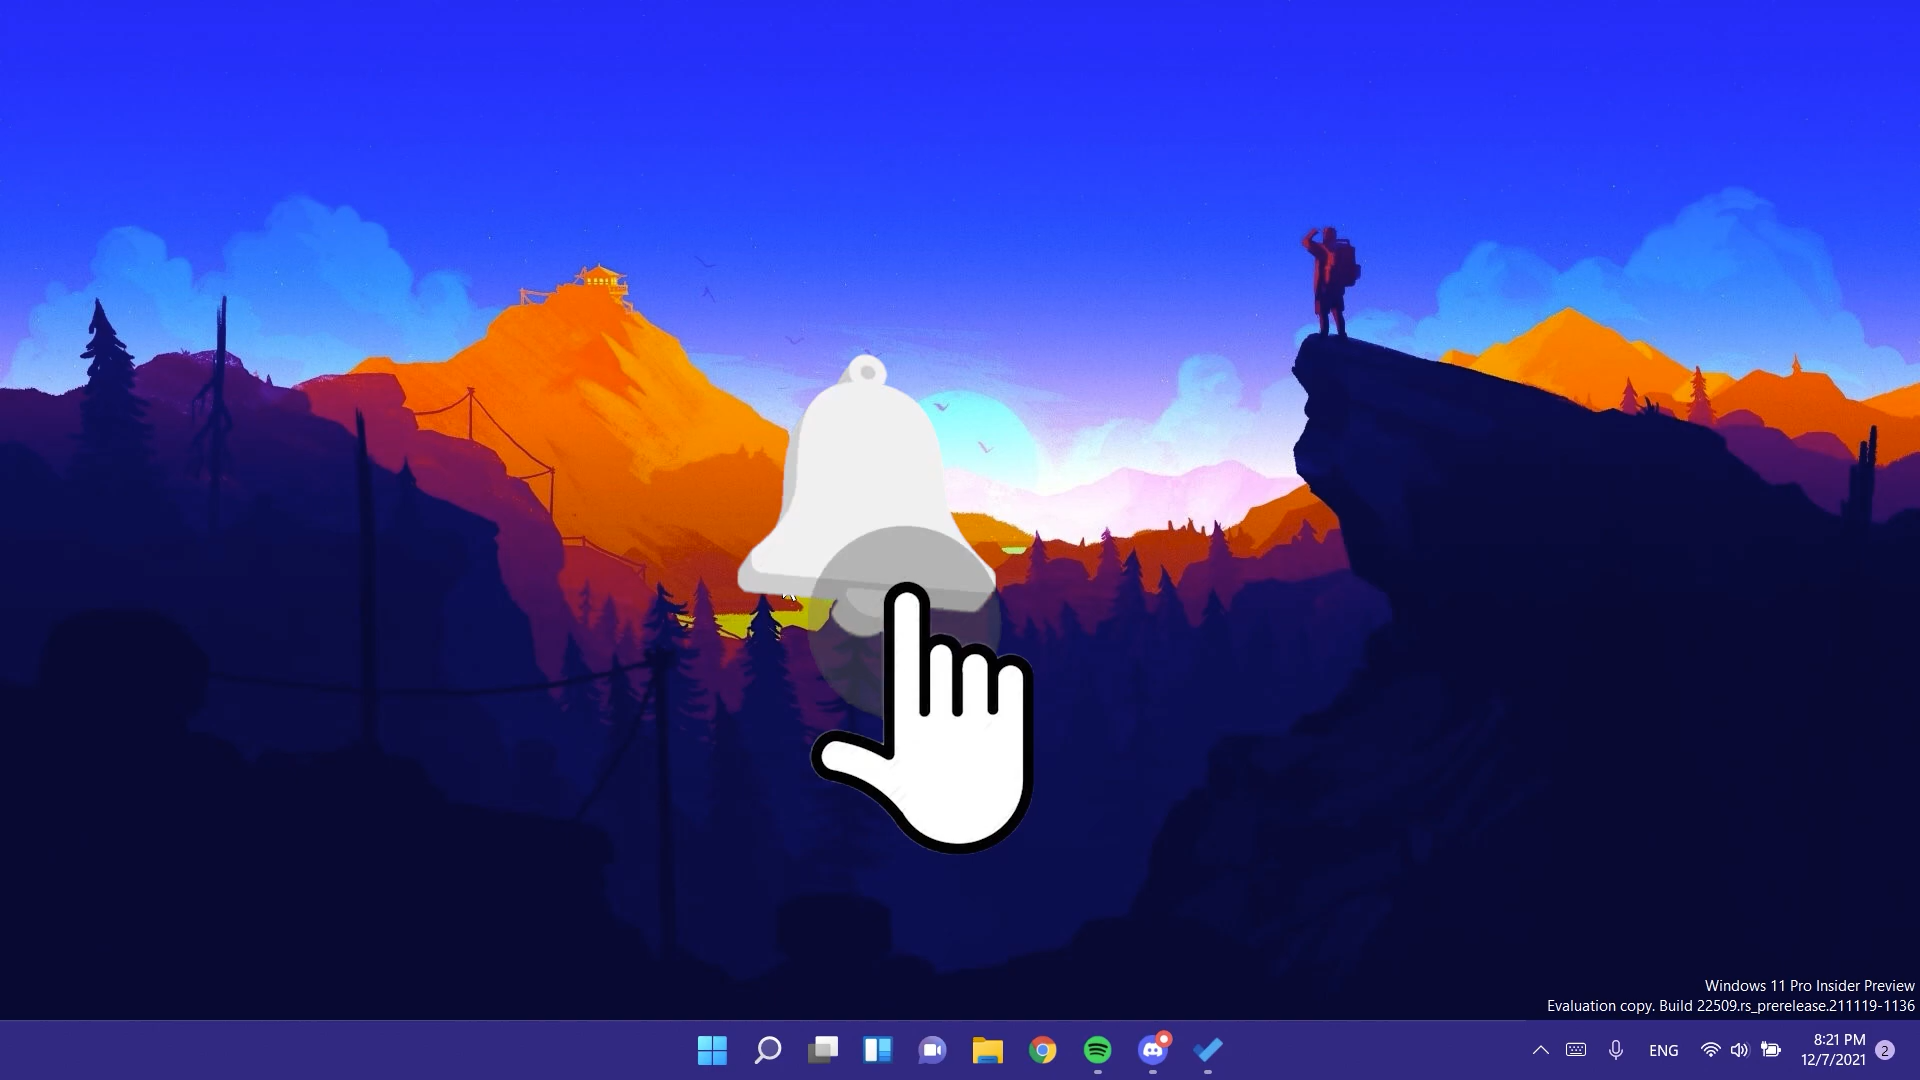 Windows 11 Pro Insider Preview
Evaluation copy. Build 22509.rs_prerelease.211119-1136
ENG
8:21 PM
12/7/2021
2